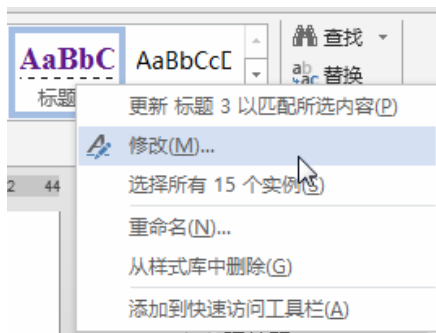 AaBbC AaBbCcD 查找
标题 ab ac 替换
更新 标题 3 以匹配所选内容(P)
修改(M)...
2 44
选择所有 15 个实例(S)
重命名(N)...
从样式库中删除(G)
添加到快速访问工具栏(A)